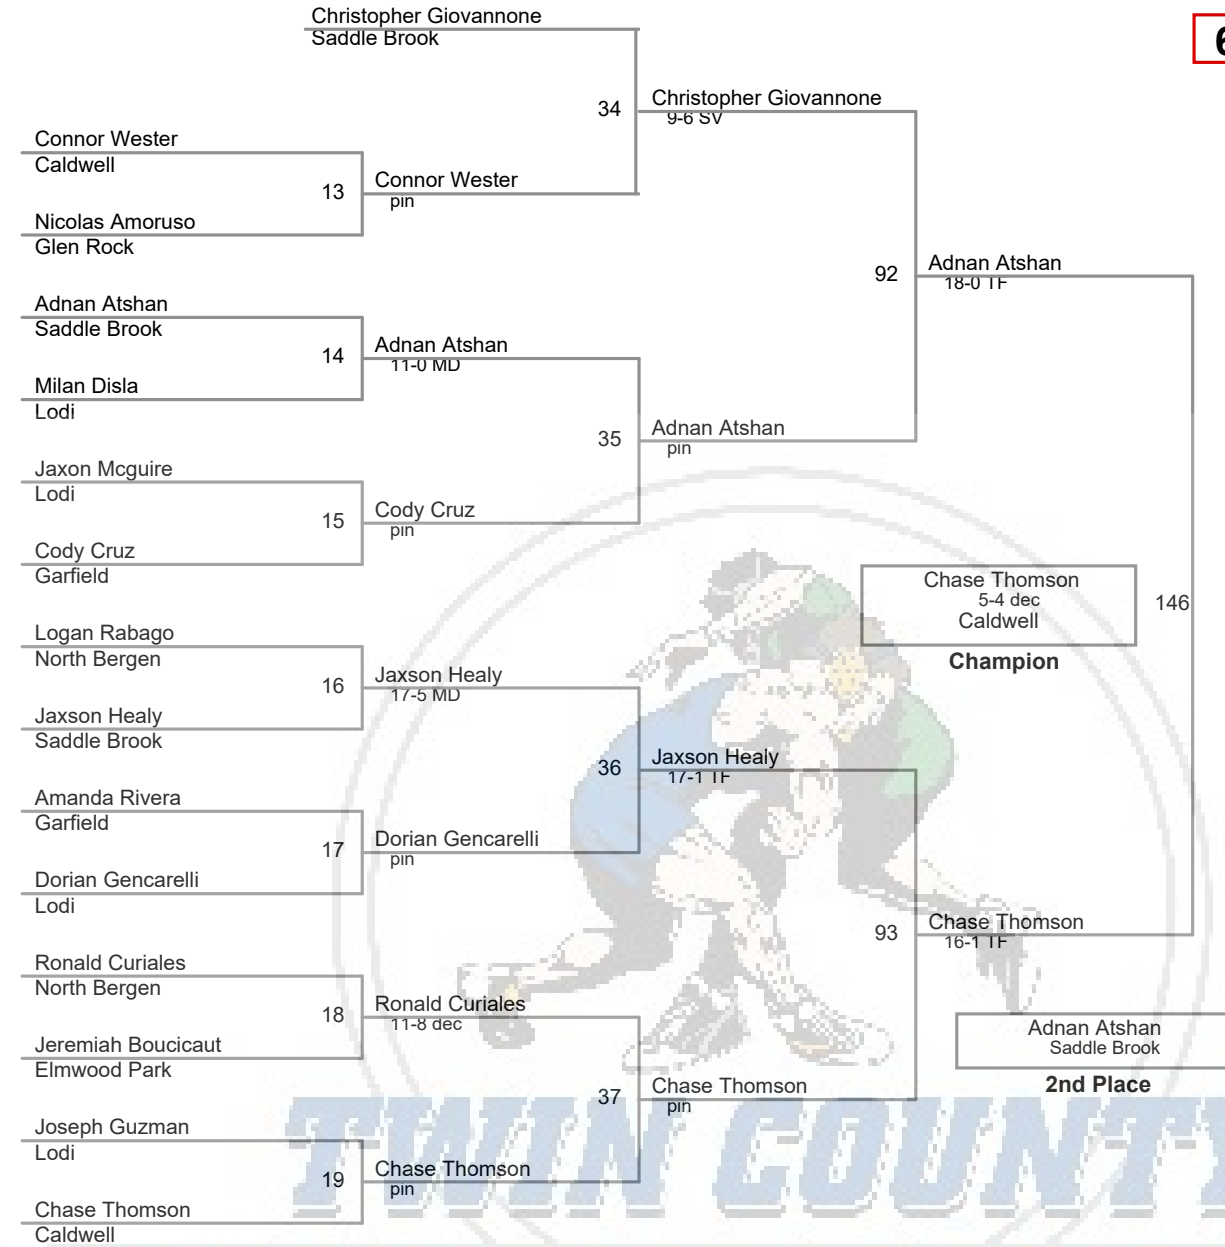 Christopher Giovannone
Saddle Brook
6
34
Christopher Giovannone
9-6 SV
Connor Wester
Caldwell
13
Connor Wester
pin
Nicolas Amoruso
Glen Rock
92
Adnan Atshan
18-0 TF
Adnan Atshan
Saddle Brook
14
Adnan Atshan
11-0 MD
Milan Disla
Lodi
35
Adnan Atshan
pin
Jaxon Mcguire
Lodi
15
Cody Cruz
pin
Cody Cruz
Garfield
Chase Thomson
5-4 dec
Caldwell
146
Champion
Logan Rabago
North Bergen
16
Jaxson Healy
17-5 MD
Jaxson Healy
Saddle Brook
36
Jaxson Healy
17-1 TF
Amanda Rivera
Garfield
17
Dorian Gencarelli
pin
Dorian Gencarelli
Lodi
93
Chase Thomson
16-1 TF
Ronald Curiales
North Bergen
18
Ronald Curiales
11-8 dec
Jeremiah Boucicaut
Elmwood Park
Adnan Atshan
Saddle Brook
2nd Place
37
Chase Thomson
pin
Joseph Guzman
Lodi
19
Chase Thomson
pin
Chase Thomson
Caldwell
TWIN COUNTY